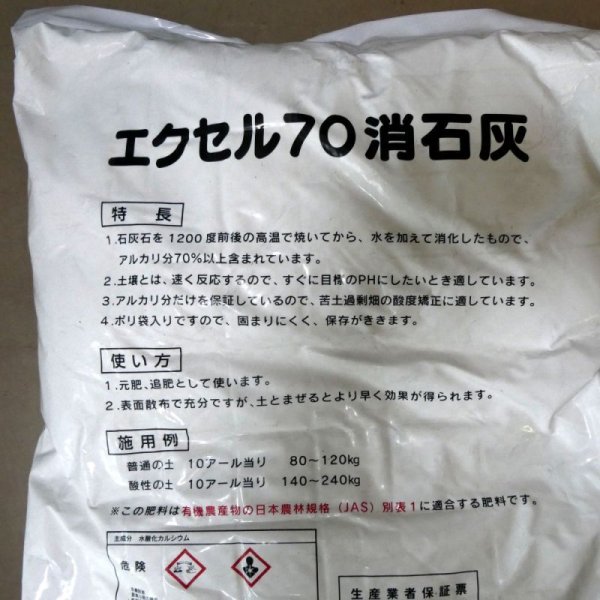 エクセル70消石灰
特長
1.石灰石を1200度前後の高温で焼いてから、水を加えて消化したもので、
アルカリ分70%以上含まれています。
2.土壌とは、速く反応するので、すぐに目標のPHにしたいとき適しています。
3.アルカリ分だけを保証しているので、苦土過剰畑の酸度矯正に適しています。
4.ポリ袋入りですので、固まりにくく、保存がききます。
使い方
1.元肥、追肥として使います。
2.表面散布で充分ですが、土とまぜるとより早く効果が得られます。
施用例
普通の土 10アール当り 80～120kg
酸性の土 10アール当り 140～240kg
※この肥料は有機農産物の日本農林規格（JAS）別表1に適合する肥料です。
主成分 水酸化カルシウム
危険
生産業者保証票